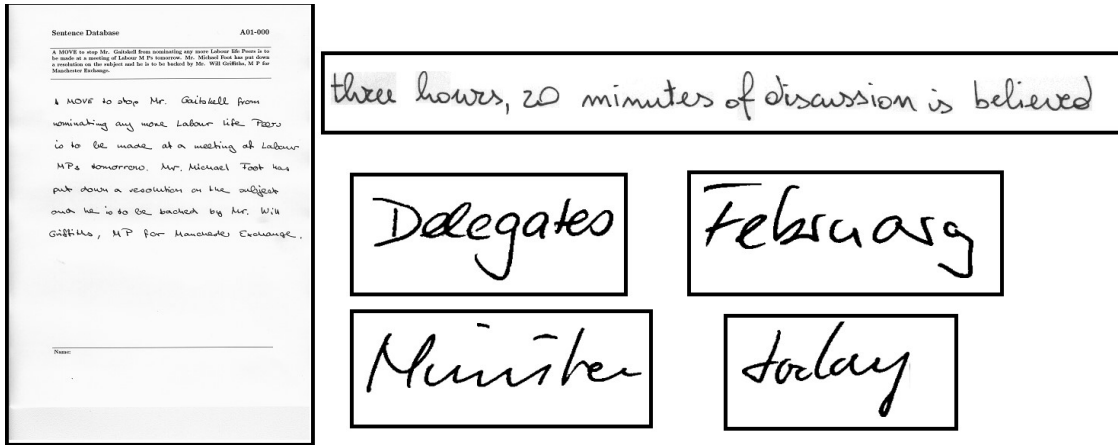 Sentence Database A01-000
A MOVE to stop Mr. Gaitskell from nominating any more Labour life Peers is to
be made at a meeting of Labour M Ps tomorrow. Mr. Michael Foot has put down
a resolution on the subject and he is to be backed by Mr. Will Griffiths, M P for
Manchester Exchange.
A MOVE to stop Mr. Gaitskell from
nominating any more Labour life Peers
is to be made at a meeting of Labour
MPs tomorrow. Mr. Michael Foot has
put down a resolution on the subject
and he is to be backed by Mr. Will
Griffiths, MP for Manchester Exchange.
Name:
three hours, 20 minutes of discussion is believed
Delegates
February
Minister
today